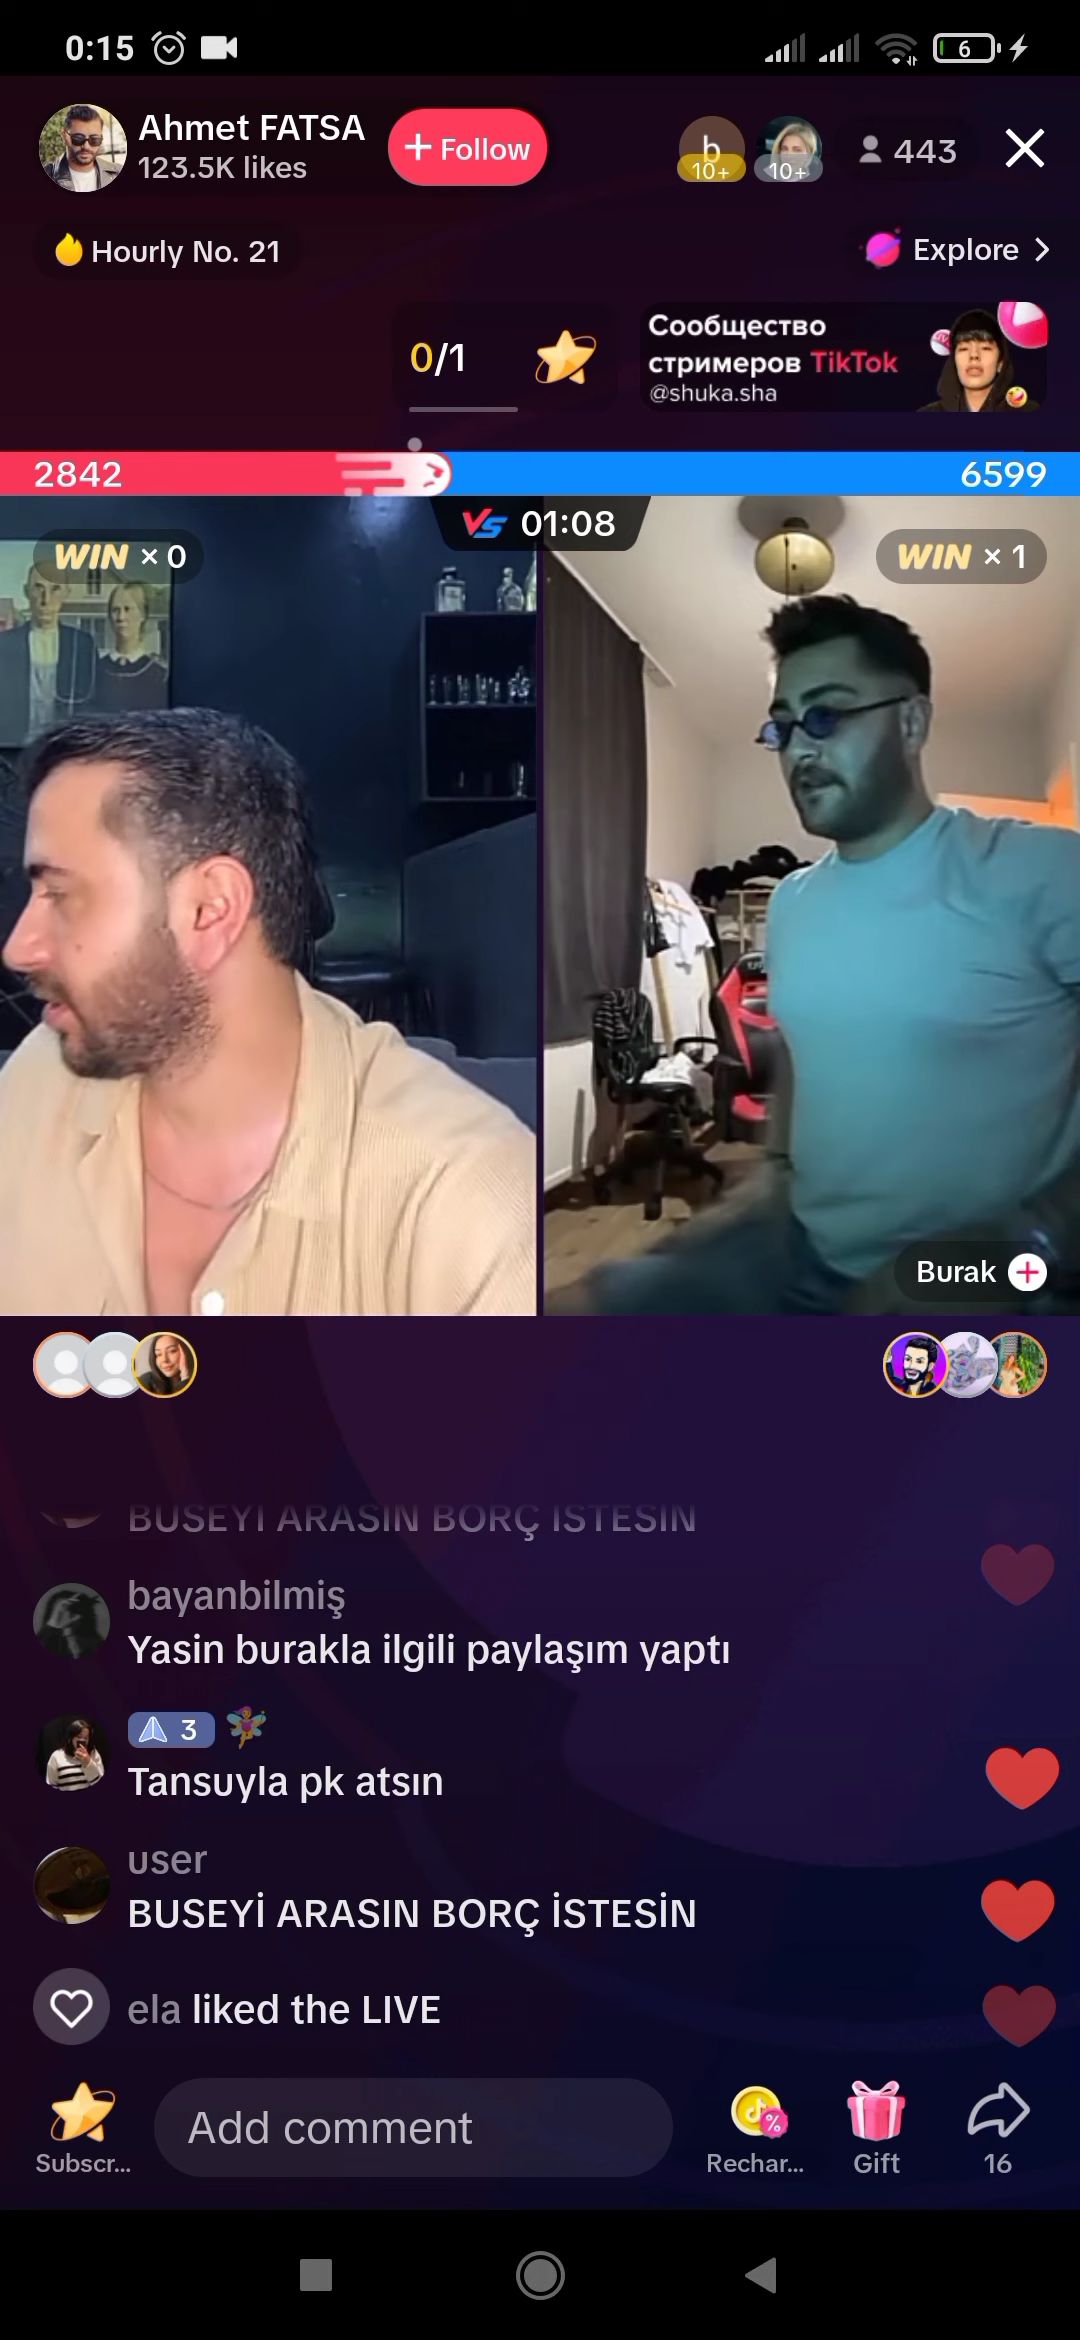 0:15
6
Ahmet FATSA
123.5K likes
+ Follow
b
10+
10+
443
Hourly No. 21
Explore
0/1
Сообщество
стримеров TikTok
@shuka.sha
2842
6599
VS 01:08
WIN × 0
WIN × 1
Burak
BUSEYİ ARASIN BORÇ İSTESİN
bayanbilmiş
Yasin burakla ilgili paylaşım yaptı
3
Tansuyla pk atsın
user
BUSEYİ ARASIN BORÇ İSTESİN
ela liked the LIVE
Add comment
Subscr...
Rechar...
Gift
16